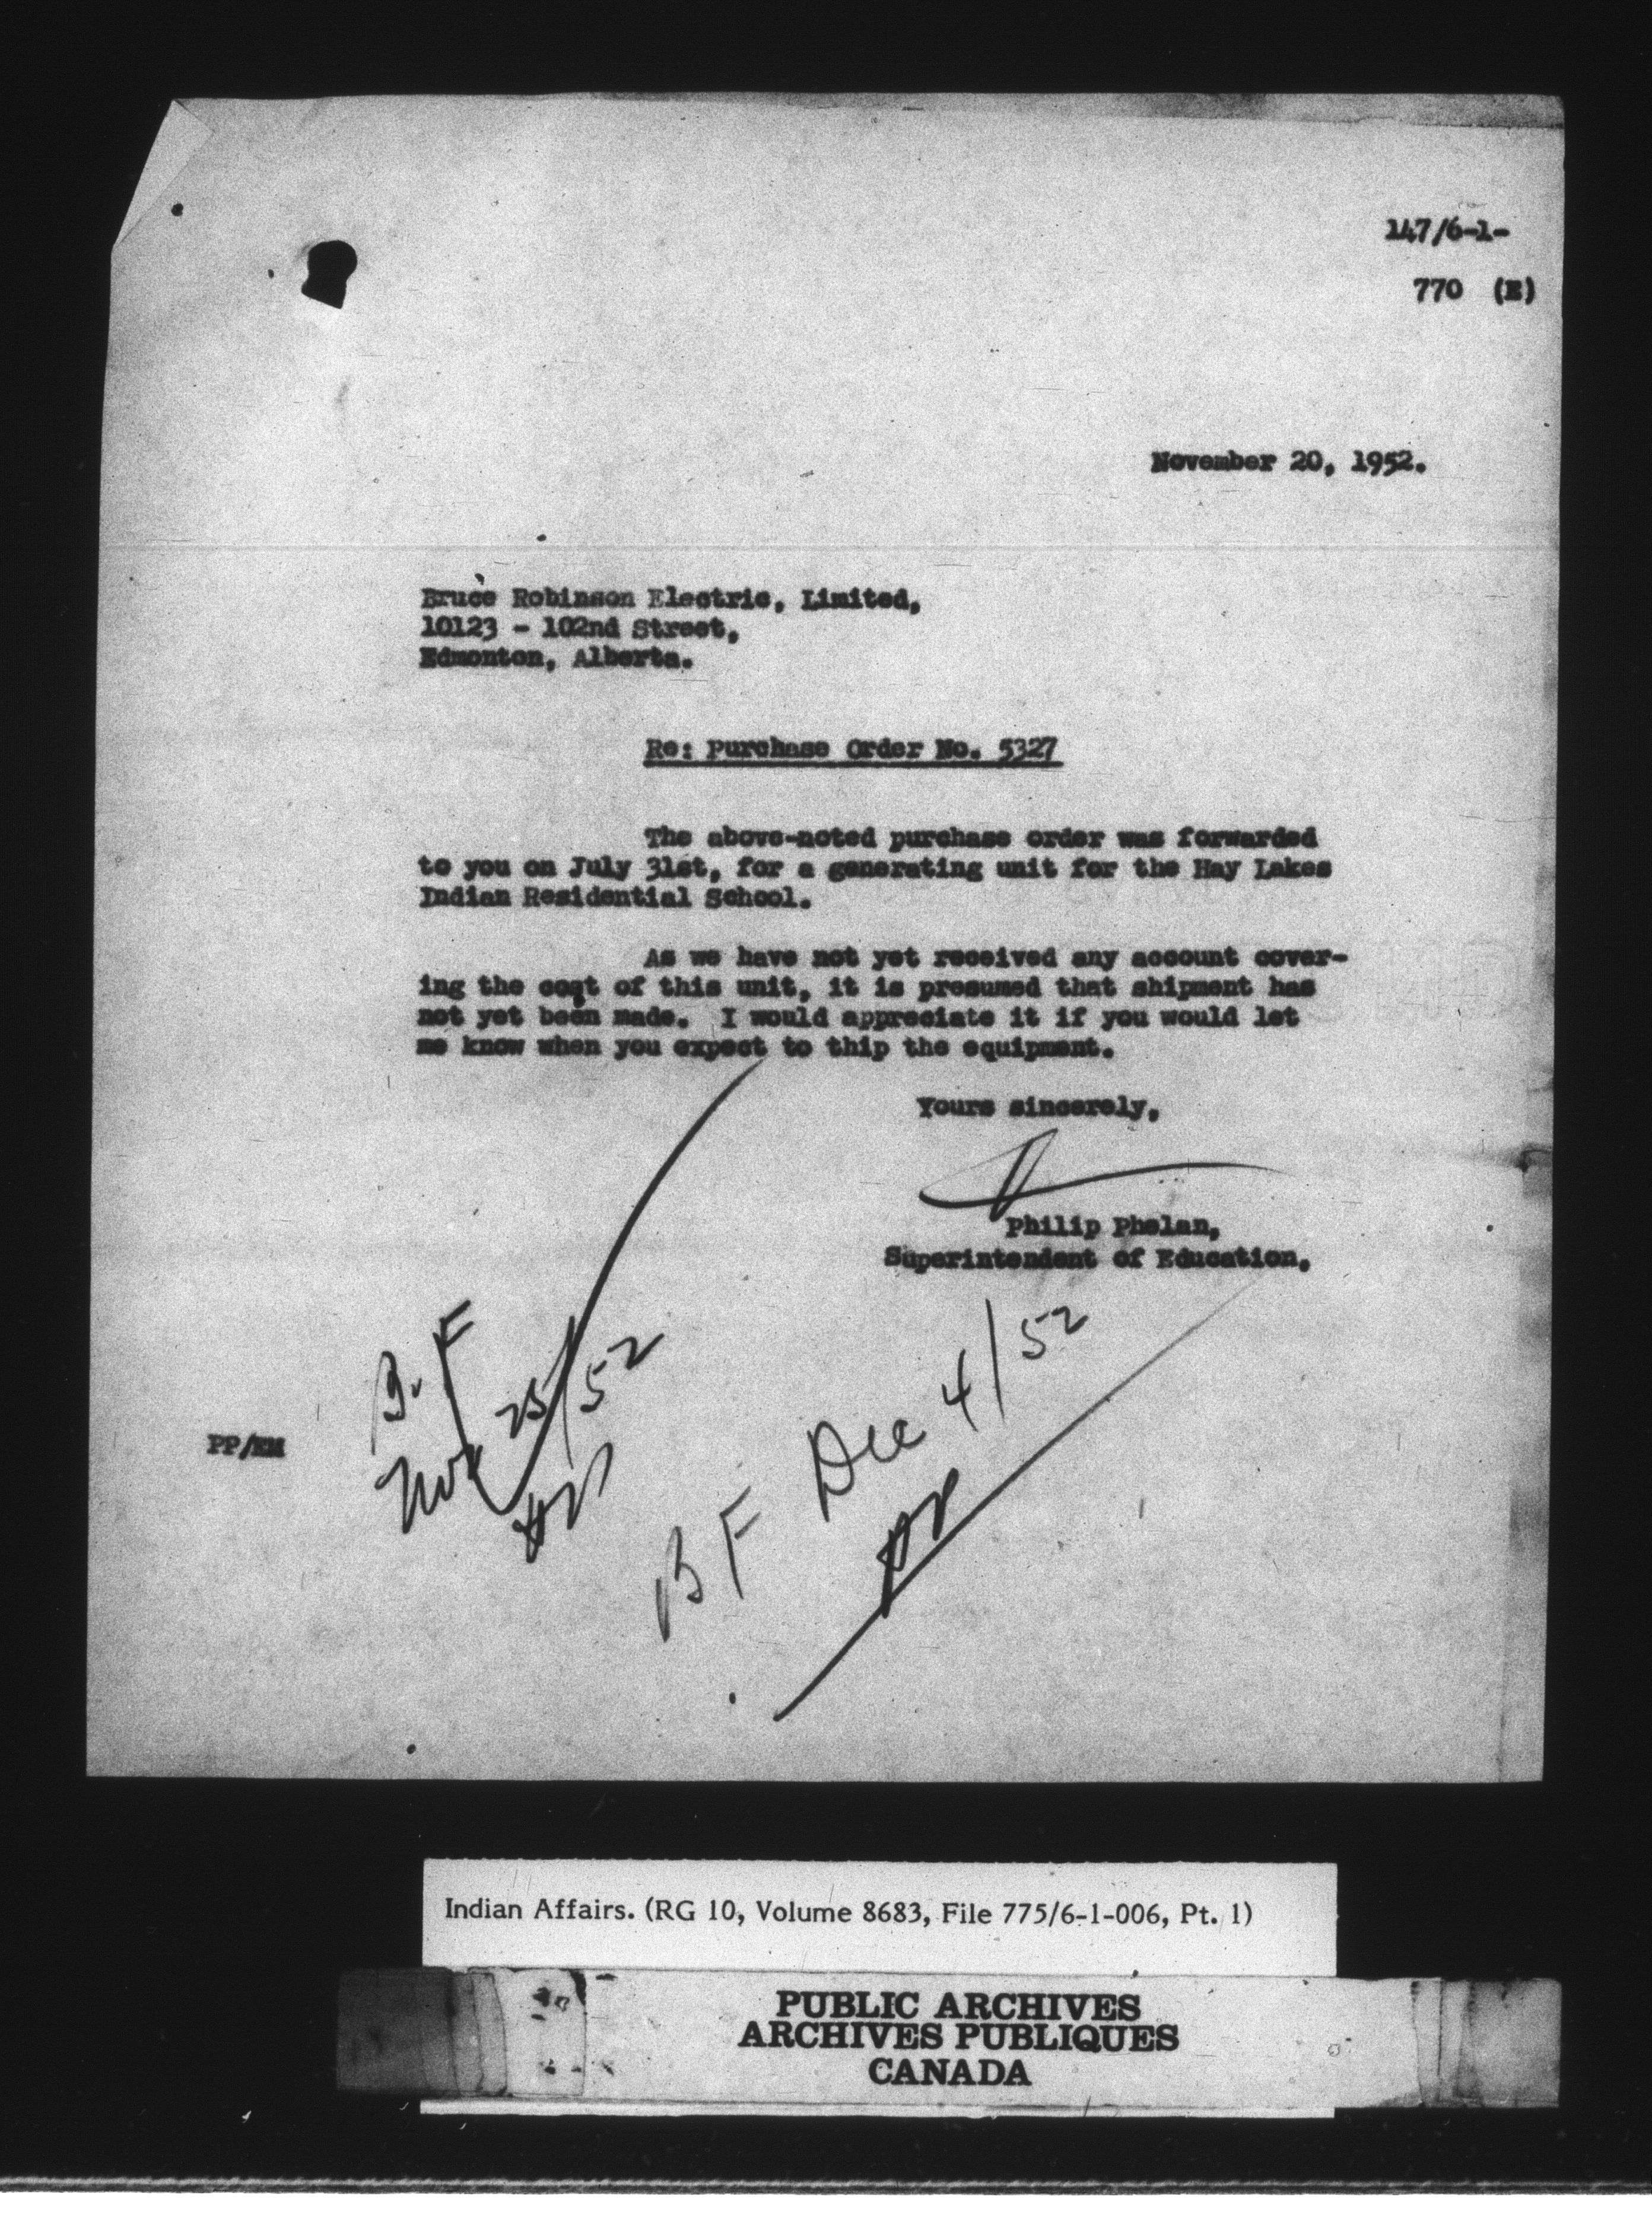 147/6-1-
770 (E)
November 20, 1952.
Bruce Robinson Electric, Limited,
10123 - 102nd Street,
Edmonton, Alberta.
Re: Purchase Order No. 5327
The above-noted purchase order was forwarded
to you on July 31st, for a generating unit for the Hay Lakes
Indian Residential School.
As we have not yet received any account cover-
ing the cost of this unit, it is presumed that shipment has
not yet been made. I would appreciate it if you would let
me know when you expect to thip the equipment.
Yours sincerely,
Philip Phelan,
Superintendent of Education.
B.F
Nov 25/52
PP/EM
B F Dec 4/52
PP
Indian Affairs. (RG 10, Volume 8683, File 775/6-1-006, Pt. 1)
PUBLIC ARCHIVES
ARCHIVES PUBLIQUES
CANADA